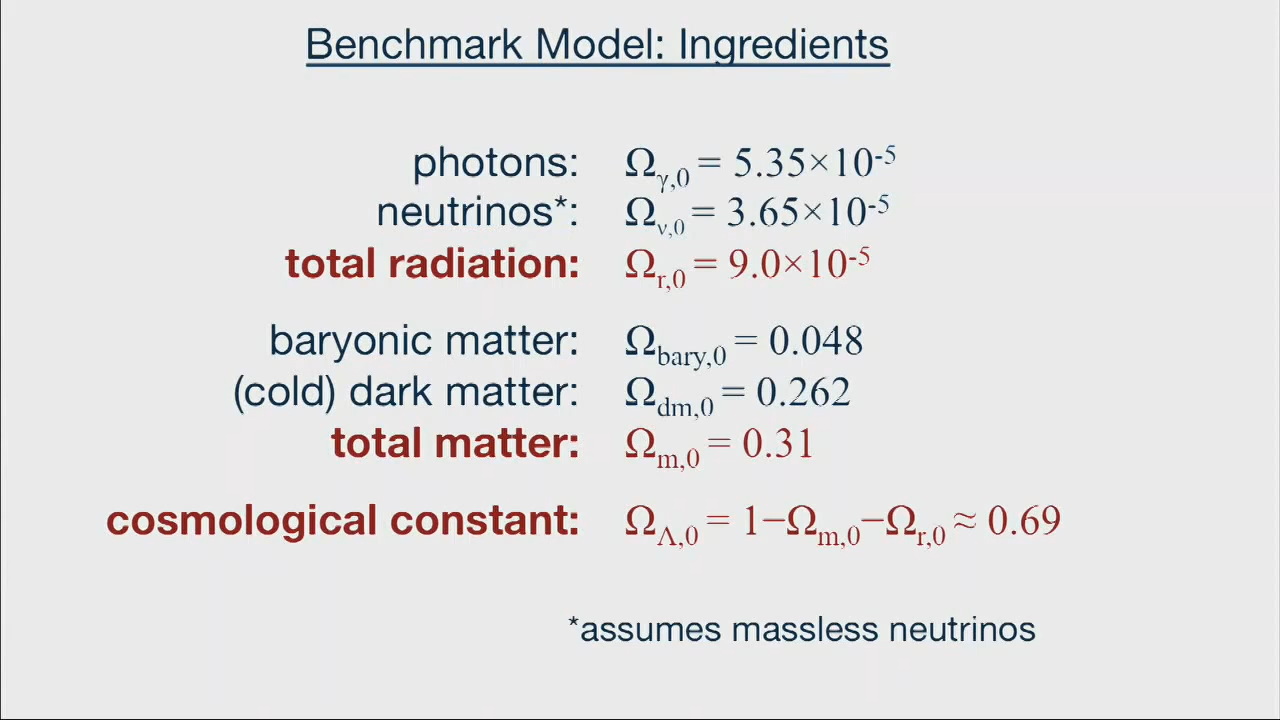 Benchmark Model: Ingredients
photons: Ωγ,0 = 5.35×10-5
neutrinos*: Ων,0 = 3.65×10-5
total radiation: Ωr,0 = 9.0×10-5
baryonic matter: Ωbary,0 = 0.048
(cold) dark matter: Ωdm,0 = 0.262
total matter: Ωm,0 = 0.31
cosmological constant: ΩΛ,0 = 1−Ωm,0−Ωr,0 ≈ 0.69
*assumes massless neutrinos